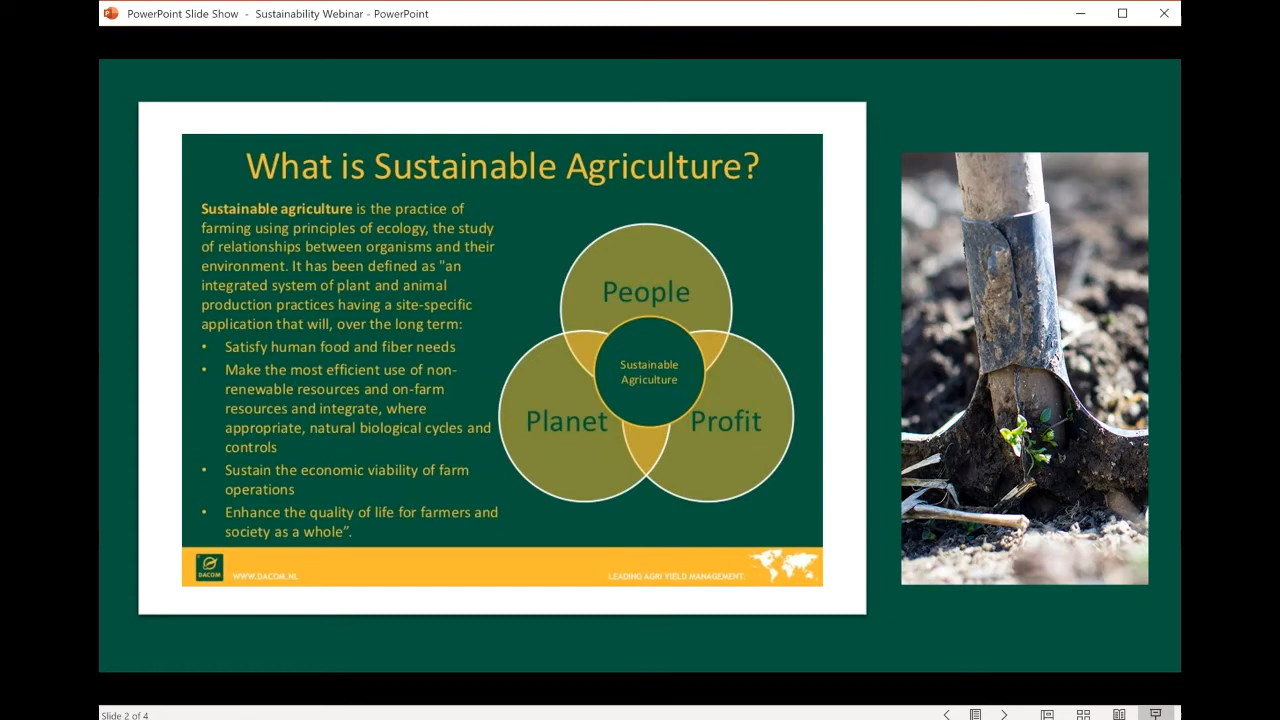 PowerPoint Slide Show - Sustainability Webinar - PowerPoint
What is Sustainable Agriculture?
Sustainable agriculture is the practice of
farming using principles of ecology, the study
of relationships between organisms and their
environment. It has been defined as "an
integrated system of plant and animal
production practices having a site-specific
application that will, over the long term:
• Satisfy human food and fiber needs
• Make the most efficient use of non-
renewable resources and on-farm
resources and integrate, where
appropriate, natural biological cycles and
controls
• Sustain the economic viability of farm
operations
• Enhance the quality of life for farmers and
society as a whole”.
People
Sustainable
Agriculture
Planet
Profit
DACOM
WWW.DACOM.NL
LEADING AGRI YIELD MANAGEMENT
Slide 2 of 4